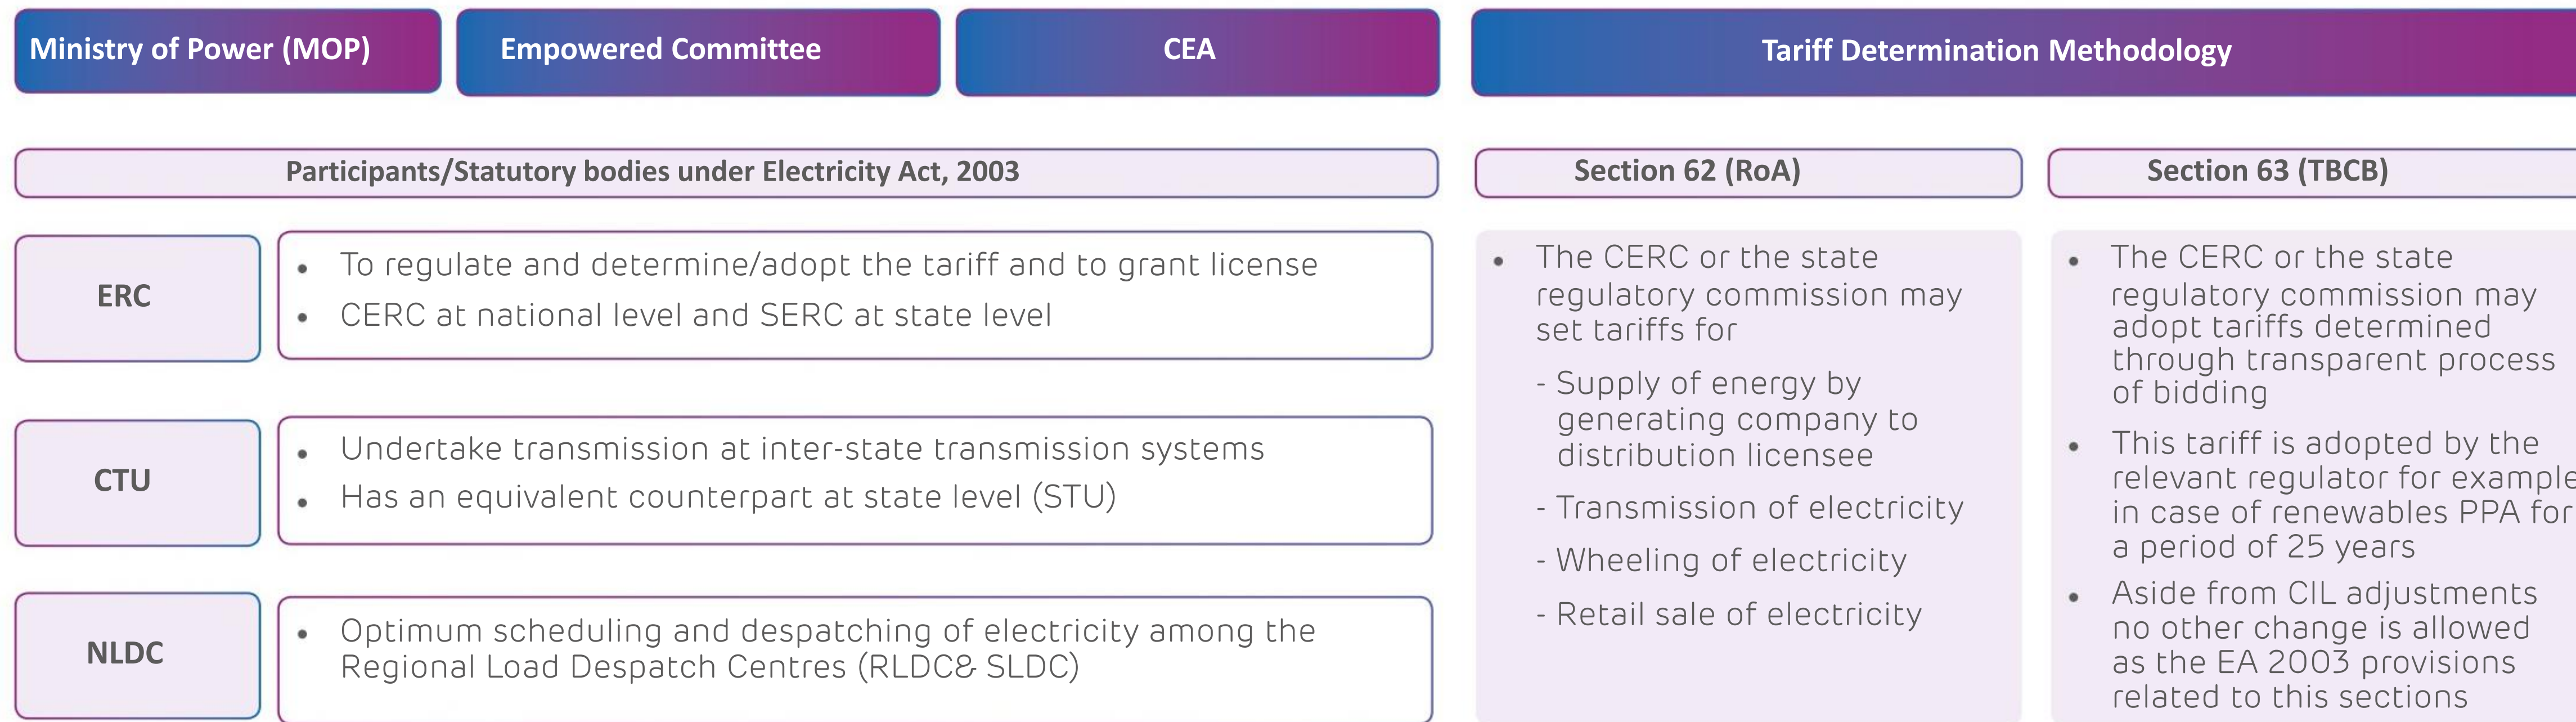 Ministry of Power (MOP)
Empowered Committee
CEA
Tariff Determination Methodology
Participants/Statutory bodies under Electricity Act, 2003
ERC
• To regulate and determine/adopt the tariff and to grant license
• CERC at national level and SERC at state level
CTU
• Undertake transmission at inter-state transmission systems
• Has an equivalent counterpart at state level (STU)
NLDC
• Optimum scheduling and despatching of electricity among the
Regional Load Despatch Centres (RLDC& SLDC)
Section 62 (RoA)
• The CERC or the state
regulatory commission may
set tariffs for
- Supply of energy by
generating company to
distribution licensee
- Transmission of electricity
- Wheeling of electricity
- Retail sale of electricity
Section 63 (TBCB)
• The CERC or the state
regulatory commission may
adopt tariffs determined
through transparent process
of bidding
• This tariff is adopted by the
relevant regulator for example
in case of renewables PPA for
a period of 25 years
• Aside from CIL adjustments
no other change is allowed
as the EA 2003 provisions
related to this sections